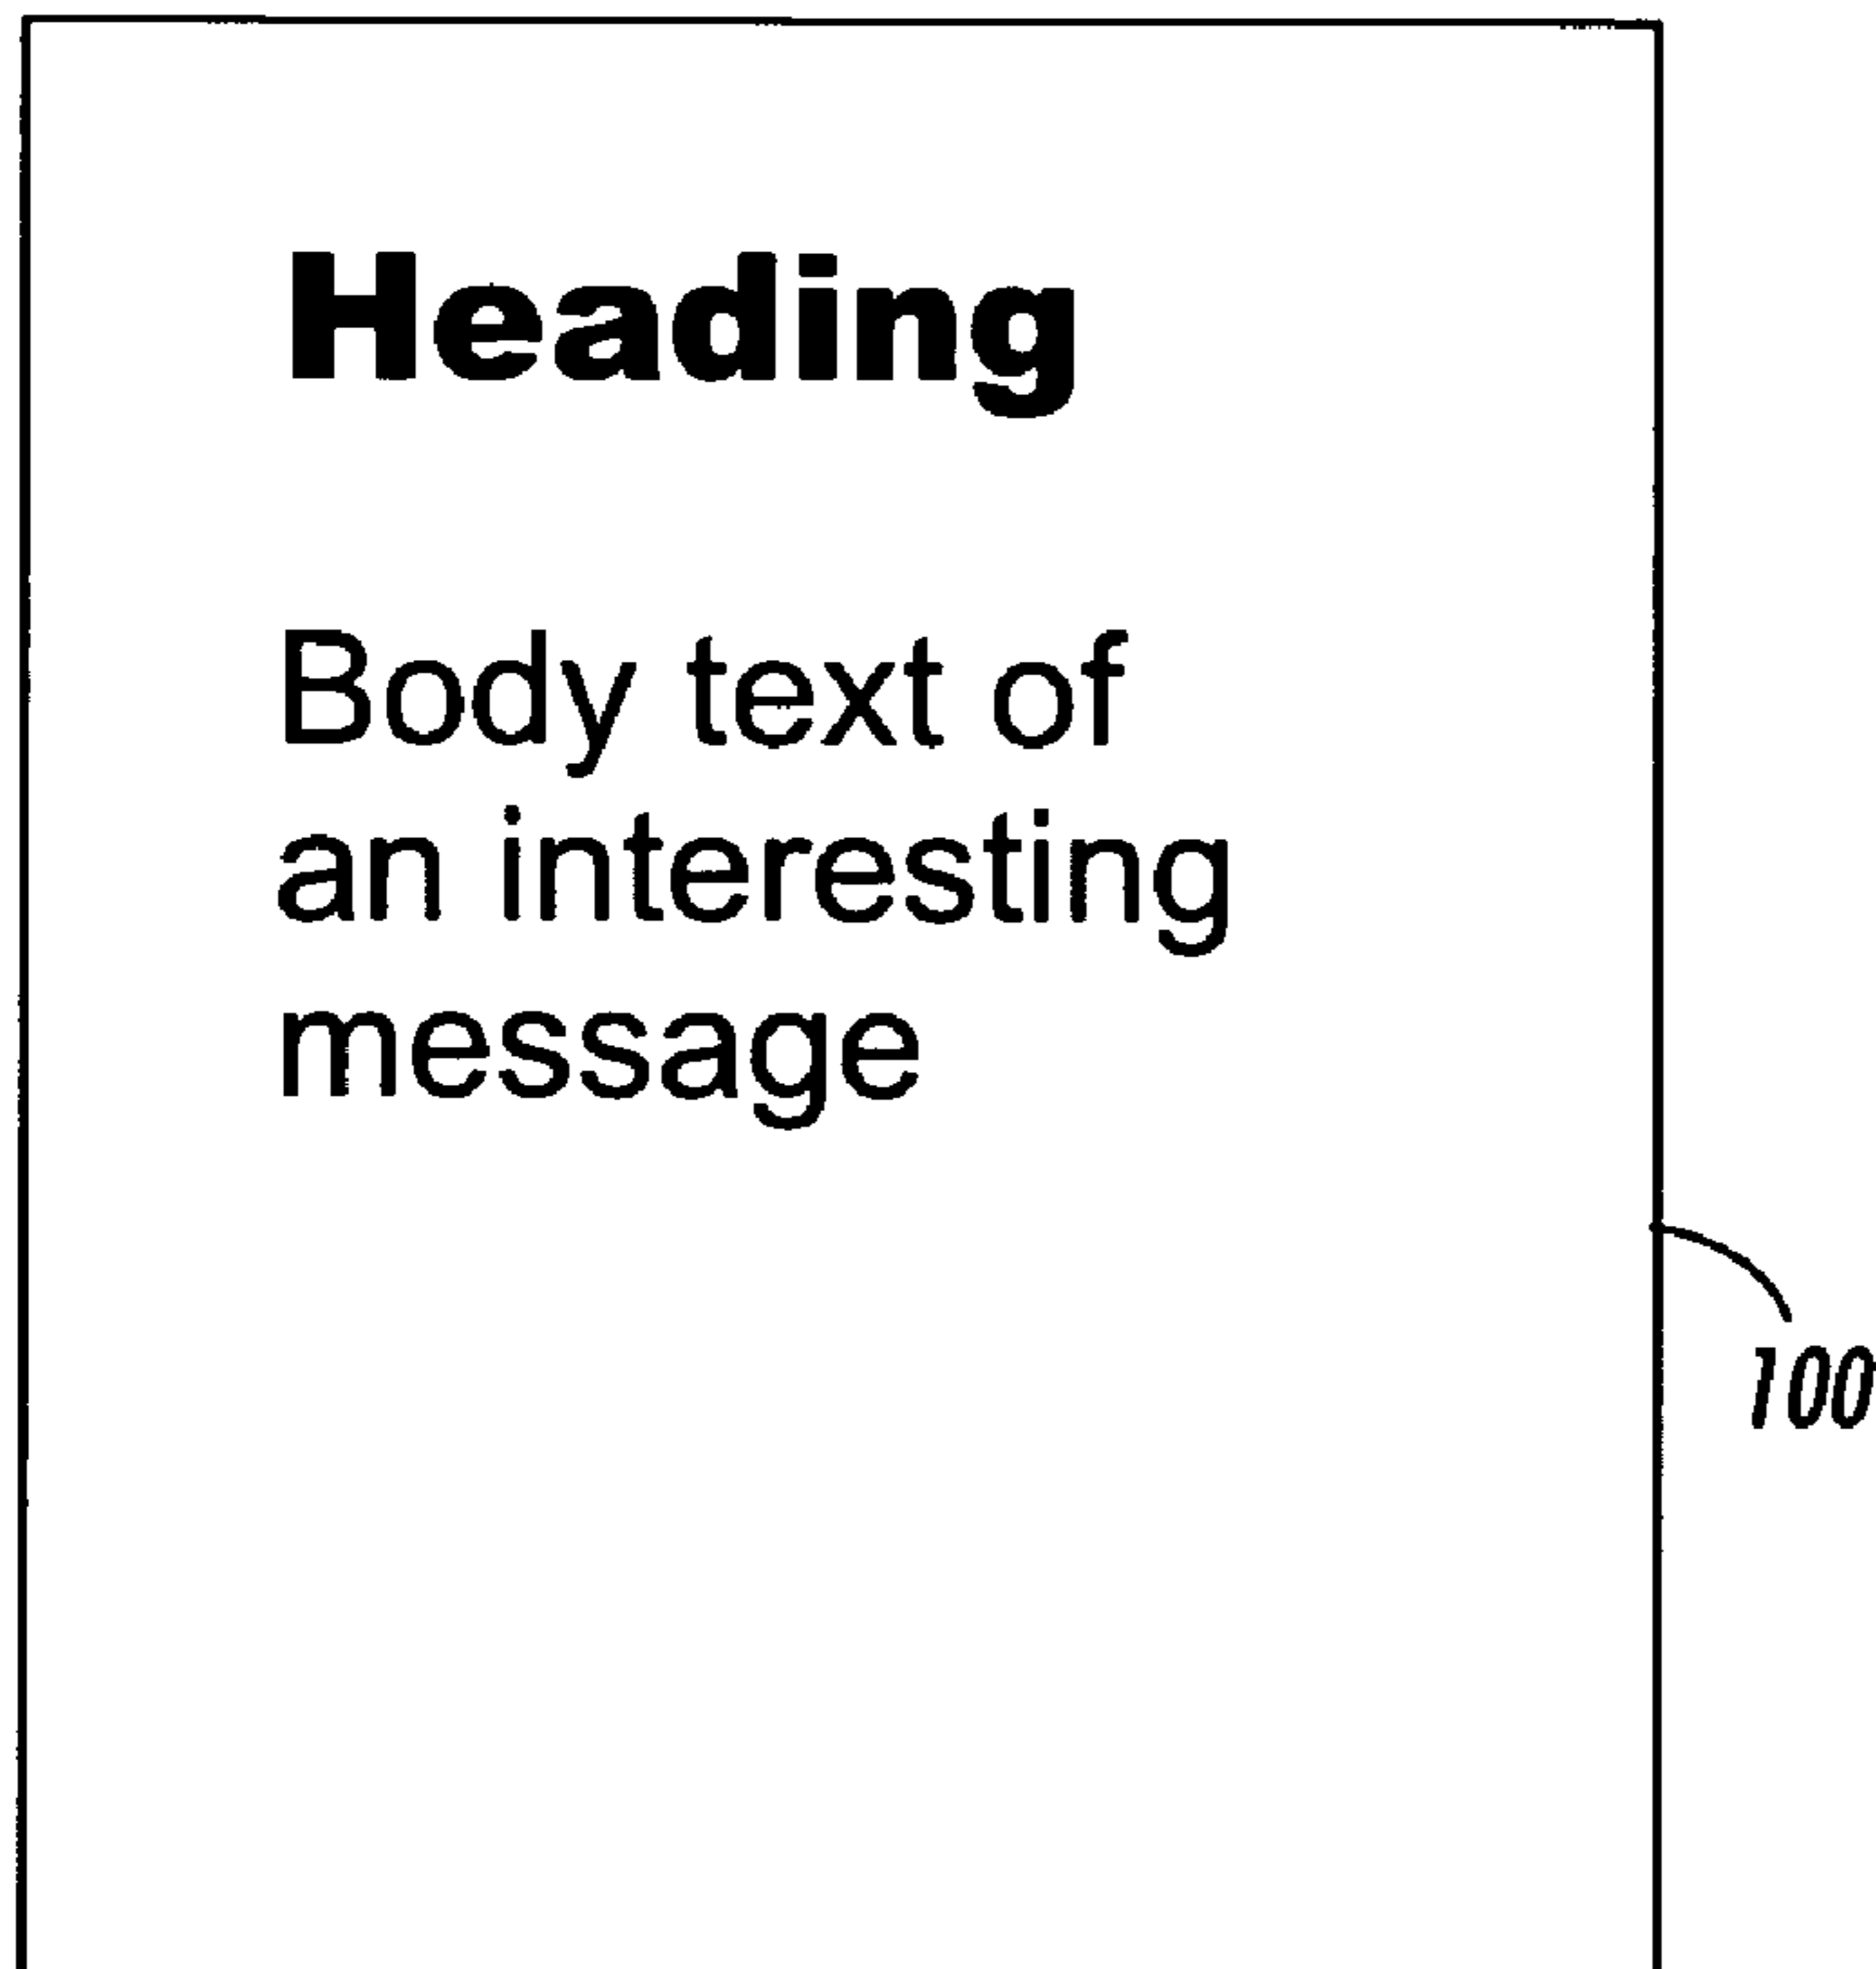 Heading
Body text of
an interesting
message
100